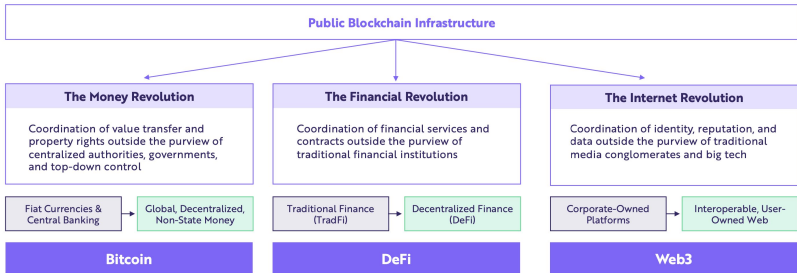 Public Blockchain Infrastructure
The Money Revolution
Coordination of value transfer and
property rights outside the purview of
centralized authorities, governments,
and top-down control
Fiat Currencies &
Central Banking
Global, Decentralized,
Non-State Money
Bitcoin
The Financial Revolution
Coordination of financial services and
contracts outside the purview of
traditional financial institutions
Traditional Finance
(TradFi)
Decentralized Finance
(DeFi)
DeFi
The Internet Revolution
Coordination of identity, reputation, and
data outside the purview of traditional
media conglomerates and big tech
Corporate-Owned
Platforms
Interoperable, User-
Owned Web
Web3